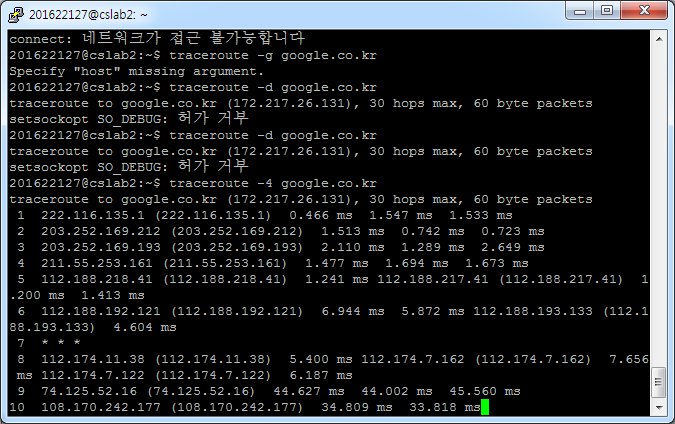 201622127@cslab2: ~
connect: 네트워크가 접근 불가능합니다
201622127@cslab2:~$ traceroute -g google.co.kr
Specify "host" missing argument.
201622127@cslab2:~$ traceroute -d google.co.kr
traceroute to google.co.kr (172.217.26.131), 30 hops max, 60 byte packets
setsockopt SO_DEBUG: 허가 거부
201622127@cslab2:~$ traceroute -d google.co.kr
traceroute to google.co.kr (172.217.26.131), 30 hops max, 60 byte packets
setsockopt SO_DEBUG: 허가 거부
201622127@cslab2:~$ traceroute -4 google.co.kr
traceroute to google.co.kr (172.217.26.131), 30 hops max, 60 byte packets
 1  222.116.135.1 (222.116.135.1)  0.466 ms  1.547 ms  1.533 ms
 2  203.252.169.212 (203.252.169.212)  1.513 ms  0.742 ms  0.723 ms
 3  203.252.169.193 (203.252.169.193)  2.110 ms  1.289 ms  2.649 ms
 4  211.55.253.161 (211.55.253.161)  1.477 ms  1.694 ms  1.673 ms
 5  112.188.218.41 (112.188.218.41)  1.241 ms 112.188.217.41 (112.188.217.41)  1
.200 ms  1.413 ms
 6  112.188.192.121 (112.188.192.121)  6.944 ms  5.872 ms 112.188.193.133 (112.1
88.193.133)  4.604 ms
 7  * * *
 8  112.174.11.38 (112.174.11.38)  5.400 ms 112.174.7.162 (112.174.7.162)  7.656
 ms 112.174.7.122 (112.174.7.122)  6.187 ms
 9  74.125.52.16 (74.125.52.16)  44.627 ms  44.002 ms  45.560 ms
10  108.170.242.177 (108.170.242.177)  34.809 ms  33.818 ms